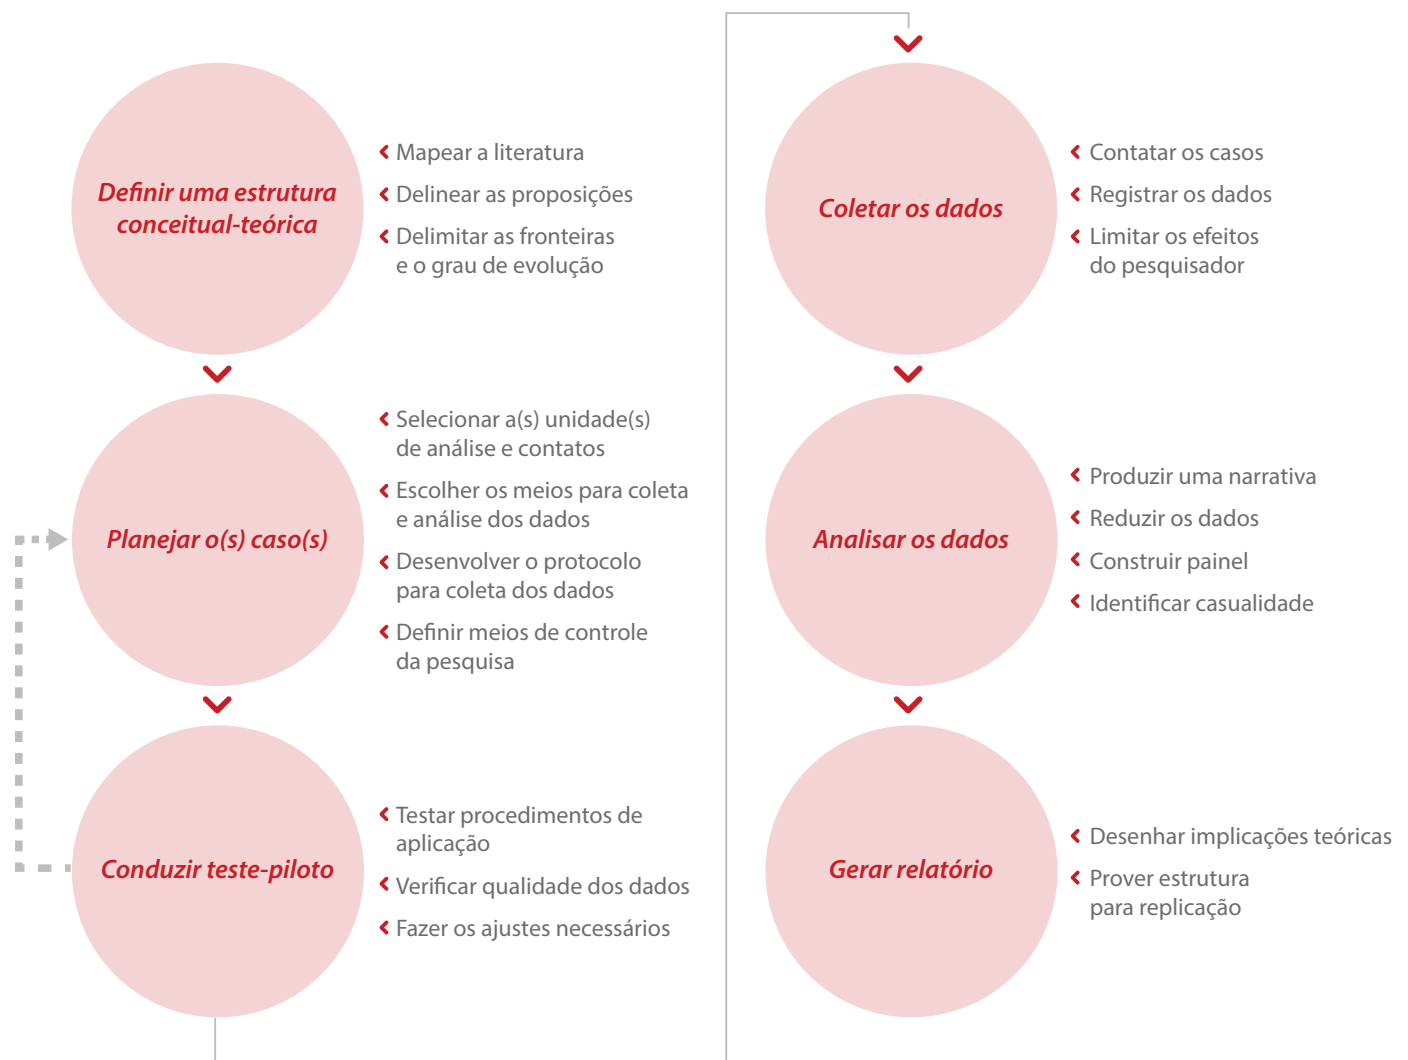 Definir uma estrutura
conceitual-teórica
Mapear a literatura
Delinear as proposições
Delimitar as fronteiras
e o grau de evolução
Planejar o(s) caso(s)
Selecionar a(s) unidade(s)
de análise e contatos
Escolher os meios para coleta
e análise dos dados
Desenvolver o protocolo
para coleta dos dados
Definir meios de controle
da pesquisa
Conduzir teste-piloto
Testar procedimentos de
aplicação
Verificar qualidade dos dados
Fazer os ajustes necessários
Coletar os dados
Contatar os casos
Registrar os dados
Limitar os efeitos
do pesquisador
Analisar os dados
Produzir uma narrativa
Reduzir os dados
Construir painel
Identificar casualidade
Gerar relatório
Desenhar implicações teóricas
Prover estrutura
para replicação